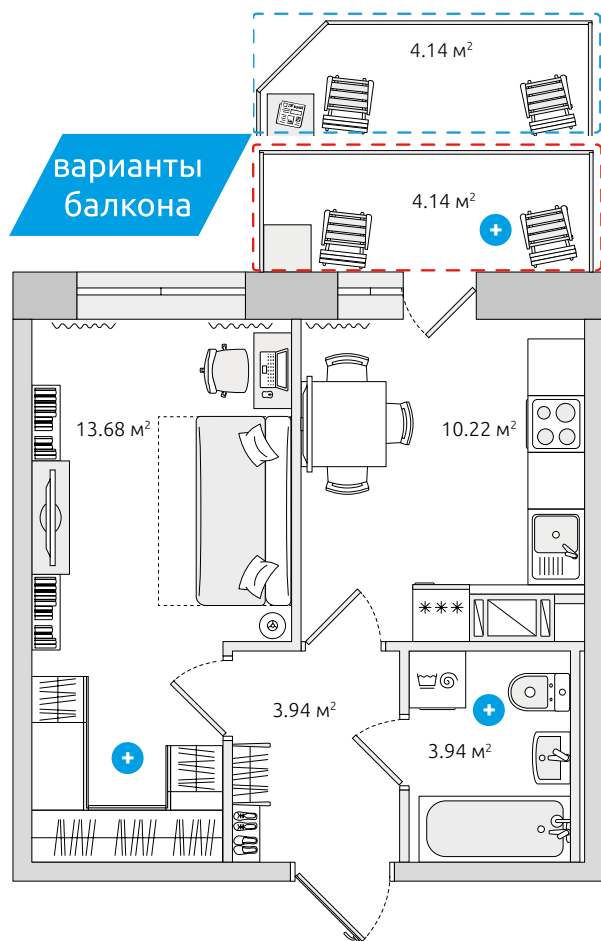 4.14 м²
варианты
балкона
4.14 м²
13.68 м²
10.22 м²
3.94 м²
3.94 м²